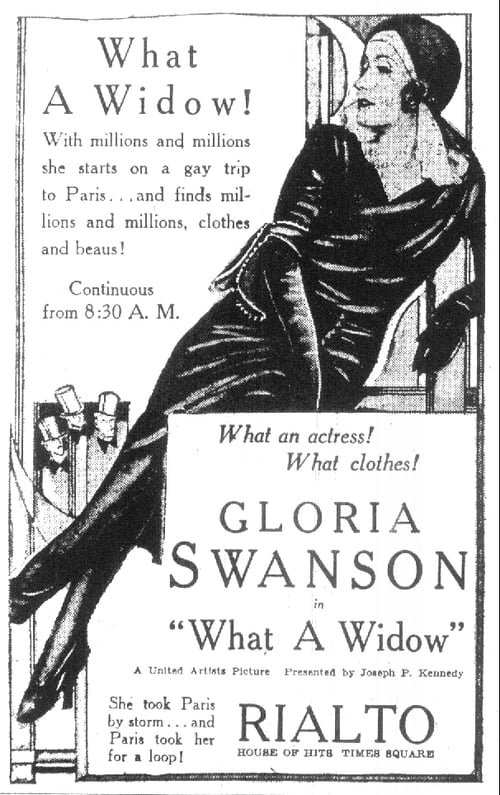 What
A Widow!
With millions and millions
she starts on a gay trip
to Paris...and finds mil-
lions and millions, clothes
and beaus!
Continuous
from 8:30 A. M.
What an actress!
What clothes!
GLORIA
SWANSON
in
"What A Widow"
A United Artists Picture Presented by Joseph P. Kennedy
She took Paris
by storm...and
Paris took her
for a loop!
RIALTO
HOUSE OF HITS TIMES SQUARE